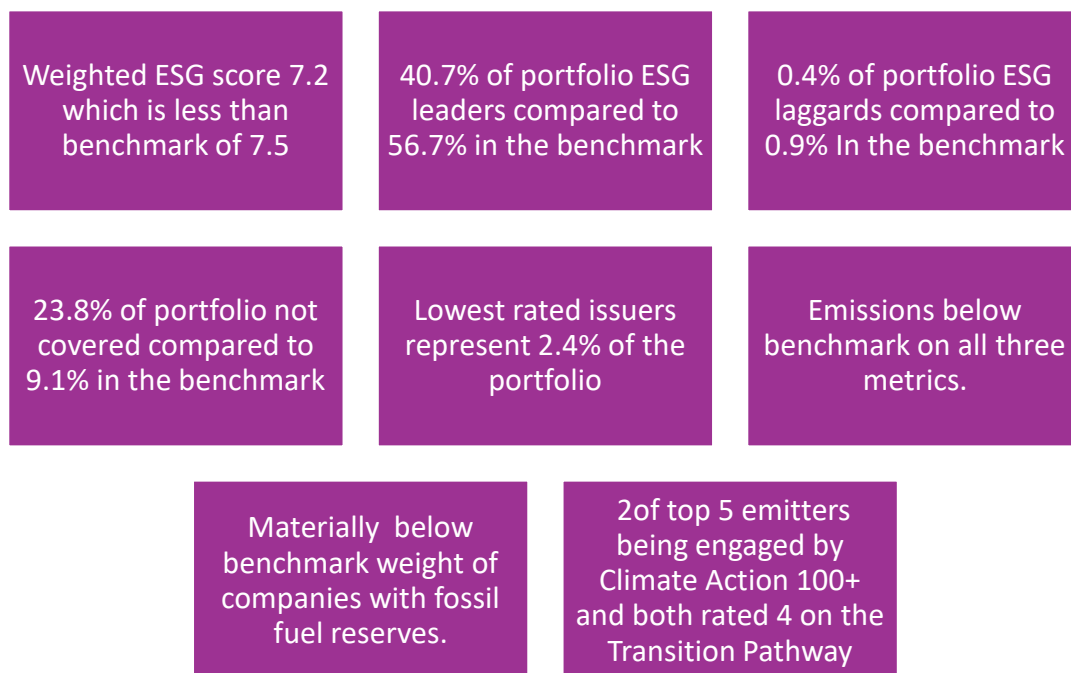 Weighted ESG score 7.2
which is less than
benchmark of 7.5
40.7% of portfolio ESG
leaders compared to
56.7% in the benchmark
0.4% of portfolio ESG
laggards compared to
0.9% In the benchmark
23.8% of portfolio not
covered compared to
9.1% in the benchmark
Lowest rated issuers
represent 2.4% of the
portfolio
Emissions below
benchmark on all three
metrics.
Materially  below
benchmark weight of
companies with fossil
fuel reserves.
2of top 5 emitters
being engaged by
Climate Action 100+
and both rated 4 on the
Transition Pathway